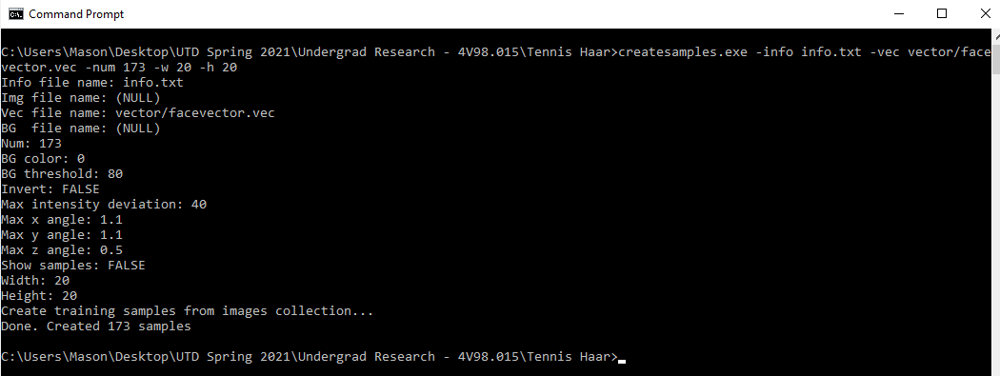 Command Prompt
C:\Users\Mason\Desktop\UTD Spring 2021\Undergrad Research - 4V98.015\Tennis Haar>createsamples.exe -info info.txt -vec vector/face
vector.vec -num 173 -w 20 -h 20
Info file name: info.txt
Img file name: (NULL)
Vec file name: vector/facevector.vec
BG  file name: (NULL)
Num: 173
BG color: 0
BG threshold: 80
Invert: FALSE
Max intensity deviation: 40
Max x angle: 1.1
Max y angle: 1.1
Max z angle: 0.5
Show samples: FALSE
Width: 20
Height: 20
Create training samples from images collection...
Done. Created 173 samples
C:\Users\Mason\Desktop\UTD Spring 2021\Undergrad Research - 4V98.015\Tennis Haar>